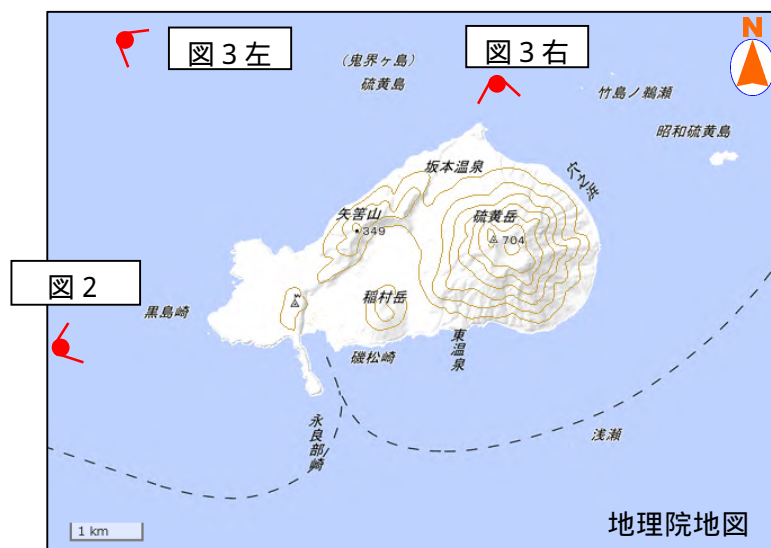 図3左
図3右
N
（鬼界ヶ島）
硫黄島
竹島ノ鵜瀬
昭和硫黄島
坂本温泉
穴之浜
矢筈山
349
硫黄岳
704
図2
黒島崎
稲村岳
磯松崎
東温泉
永良部崎
浅瀬
1 km
地理院地図